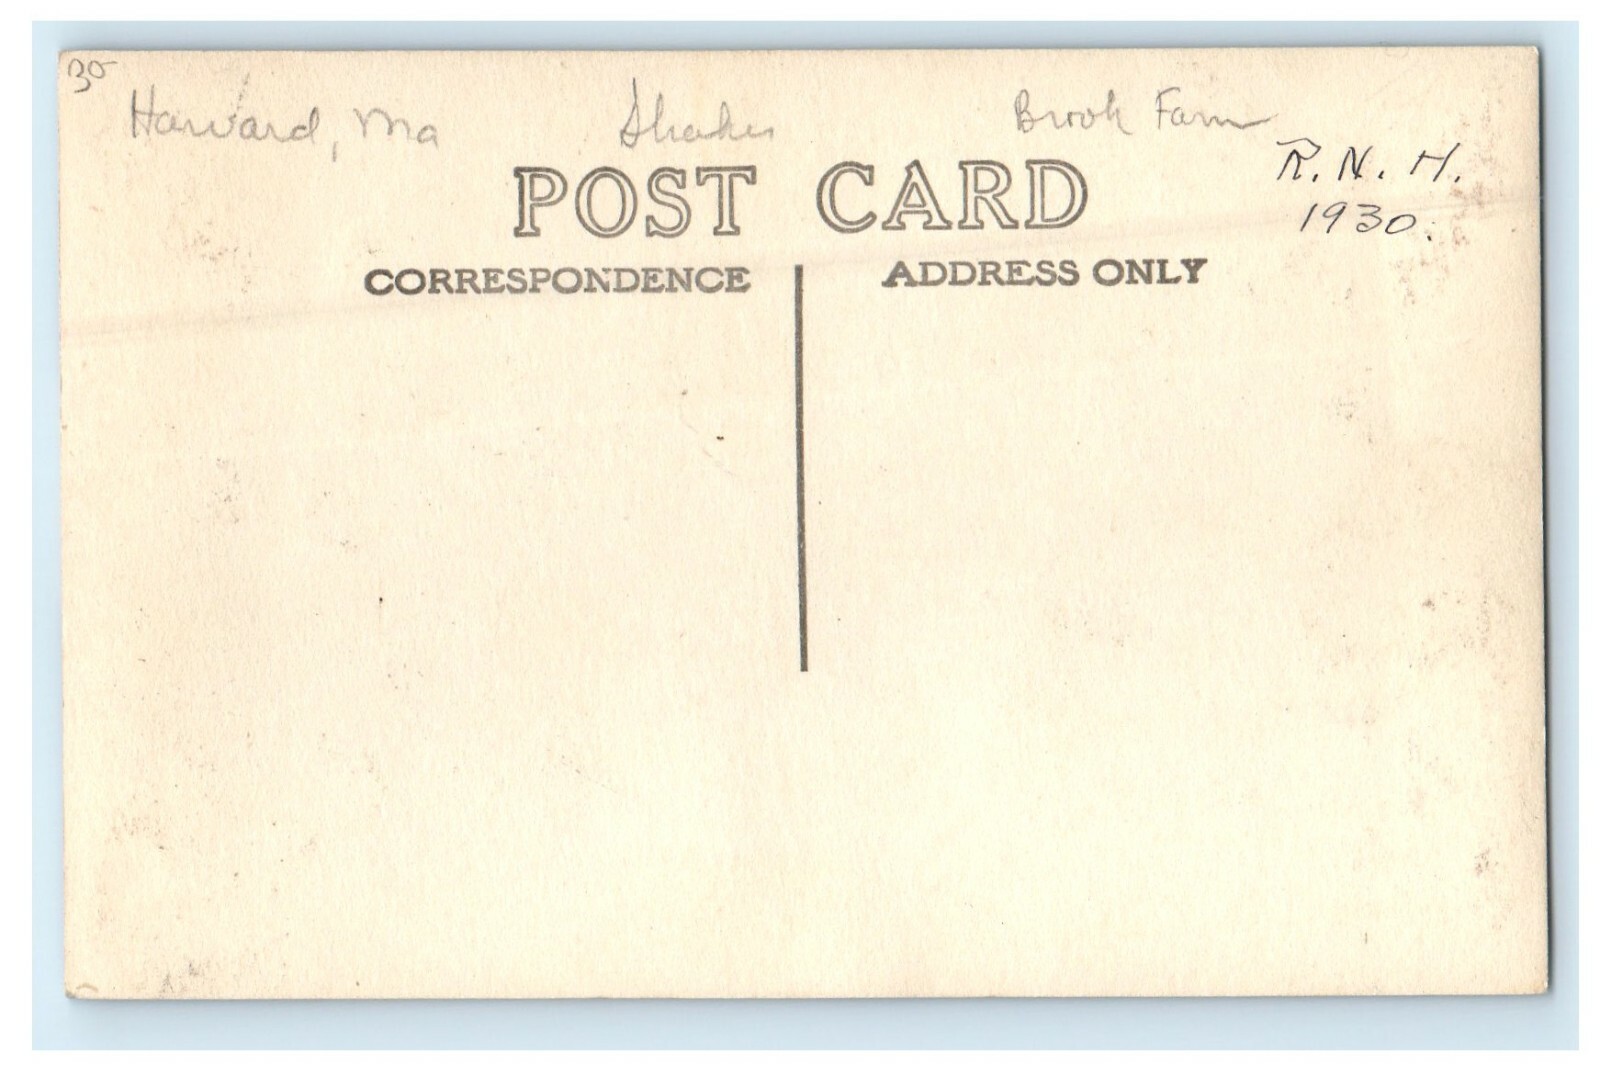 30
Harvard, Ma Shaker Brook Farm
R. N. H.
1930.
POST CARD
CORRESPONDENCE ADDRESS ONLY